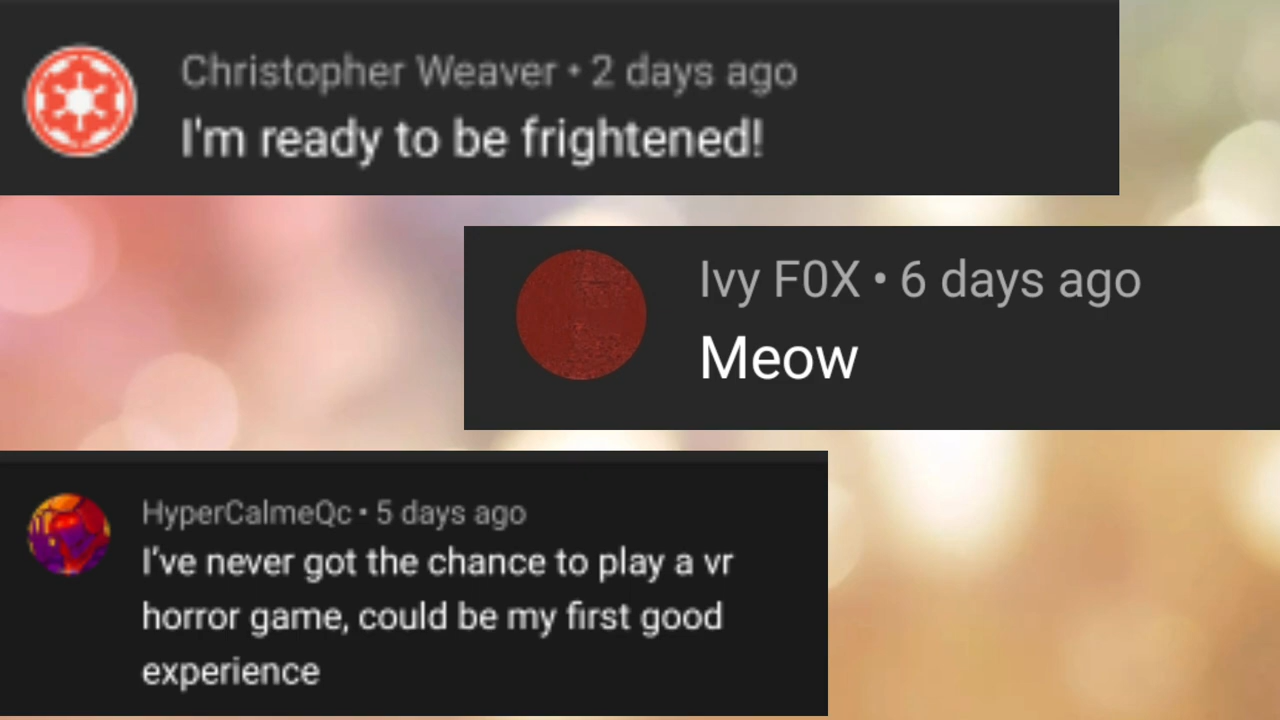 Christopher Weaver • 2 days ago
I'm ready to be frightened!
Ivy F0X • 6 days ago
Meow
HyperCalmeQc • 5 days ago
I've never got the chance to play a vr
horror game, could be my first good
experience